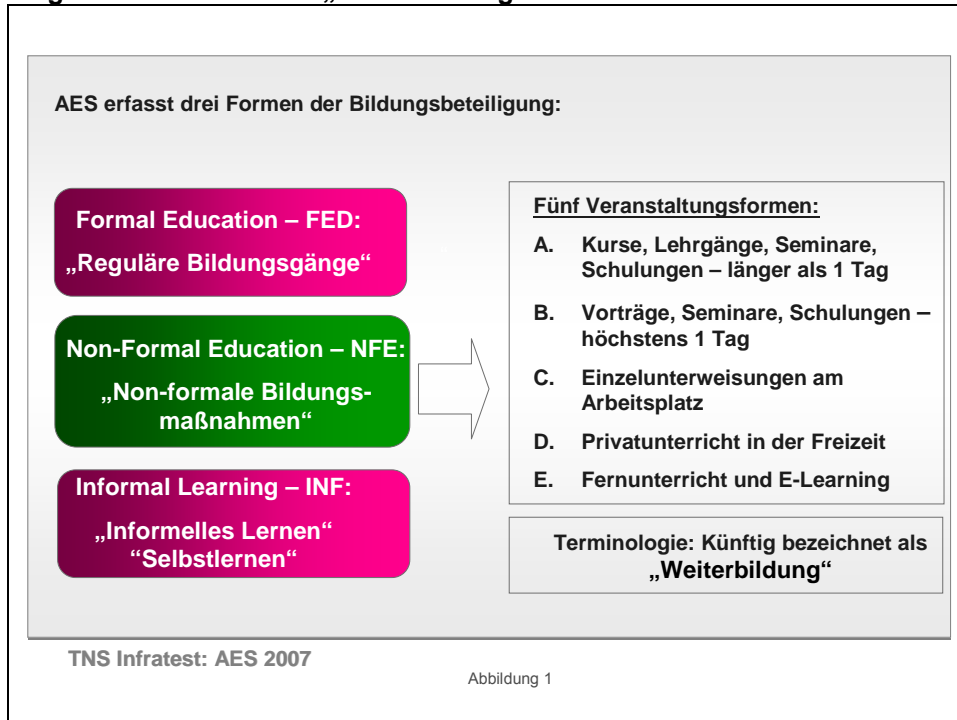 AES erfasst drei Formen der Bildungsbeteiligung:
Formal Education – FED:
„Reguläre Bildungsgänge“
Non-Formal Education – NFE:
„Non-formale Bildungs-
maßnahmen“
Informal Learning – INF:
„Informelles Lernen“
“Selbstlernen“
Fünf Veranstaltungsformen:
A. Kurse, Lehrgänge, Seminare,
Schulungen – länger als 1 Tag
B. Vorträge, Seminare, Schulungen –
höchstens 1 Tag
C. Einzelunterweisungen am
Arbeitsplatz
D. Privatunterricht in der Freizeit
E. Fernunterricht und E-Learning
Terminologie: Künftig bezeichnet als
„Weiterbildung“
TNS Infratest: AES 2007
Abbildung 1